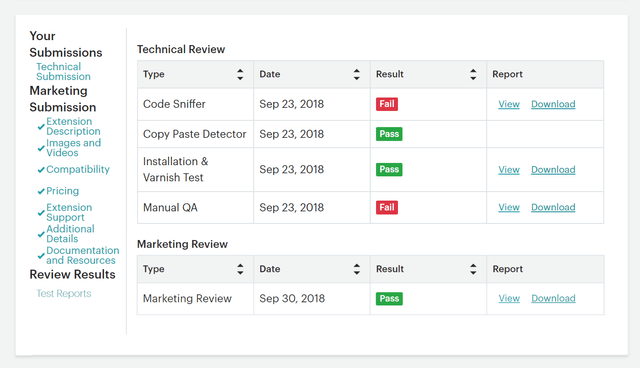 Your
Submissions
Technical
Submission
Marketing
Submission
Extension
Description
Images and
Videos
Compatibility
Pricing
Extension
Support
Additional
Details
Documentation
and Resources
Review Results
Test Reports
Technical Review
Type Date Result Report
Code Sniffer Sep 23, 2018 Fail View Download
Copy Paste Detector Sep 23, 2018 Pass
Installation &
Varnish Test Sep 23, 2018 Pass View Download
Manual QA Sep 23, 2018 Fail View Download
Marketing Review
Type Date Result Report
Marketing Review Sep 30, 2018 Pass View Download